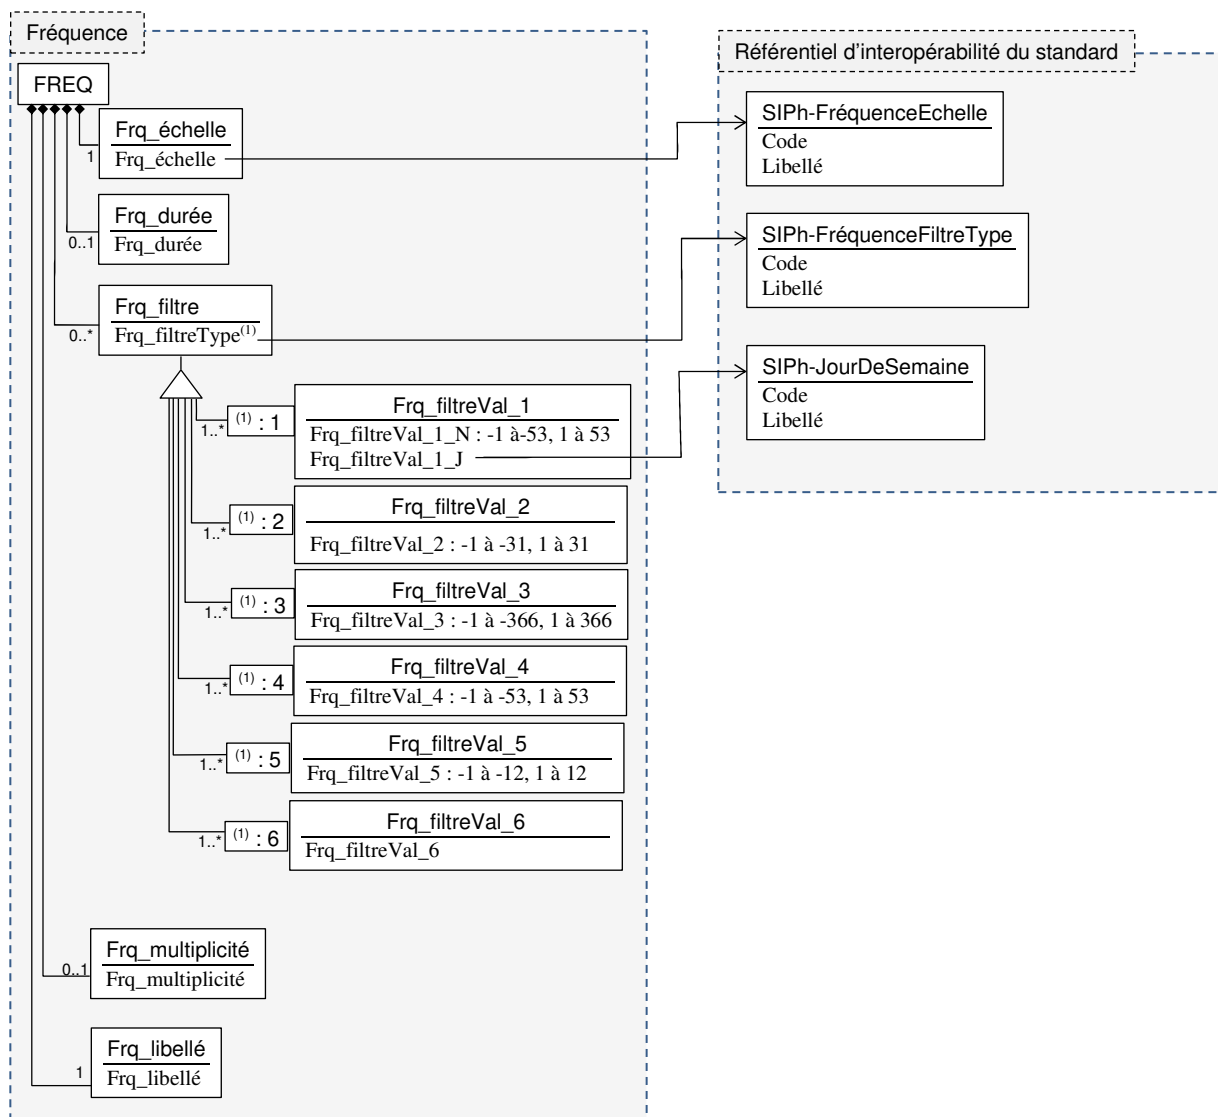 Fréquence
FREQ
Frq_échelle
Frq_échelle
1
Frq_durée
Frq_durée
0..1
Frq_filtre
Frq_filtreType(1)
0..*
(1) : 1
1..*
Frq_filtreVal_1
Frq_filtreVal_1_N : -1 à-53, 1 à 53
Frq_filtreVal_1_J
(1) : 2
1..*
Frq_filtreVal_2
Frq_filtreVal_2 : -1 à -31, 1 à 31
(1) : 3
1..*
Frq_filtreVal_3
Frq_filtreVal_3 : -1 à -366, 1 à 366
(1) : 4
1..*
Frq_filtreVal_4
Frq_filtreVal_4 : -1 à -53, 1 à 53
(1) : 5
1..*
Frq_filtreVal_5
Frq_filtreVal_5 : -1 à -12, 1 à 12
(1) : 6
1..*
Frq_filtreVal_6
Frq_filtreVal_6
Frq_multiplicité
Frq_multiplicité
0..1
Frq_libellé
Frq_libellé
1
Référentiel d'interopérabilité du standard
SIPh-FréquenceEchelle
Code
Libellé
SIPh-FréquenceFiltreType
Code
Libellé
SIPh-JourDeSemaine
Code
Libellé